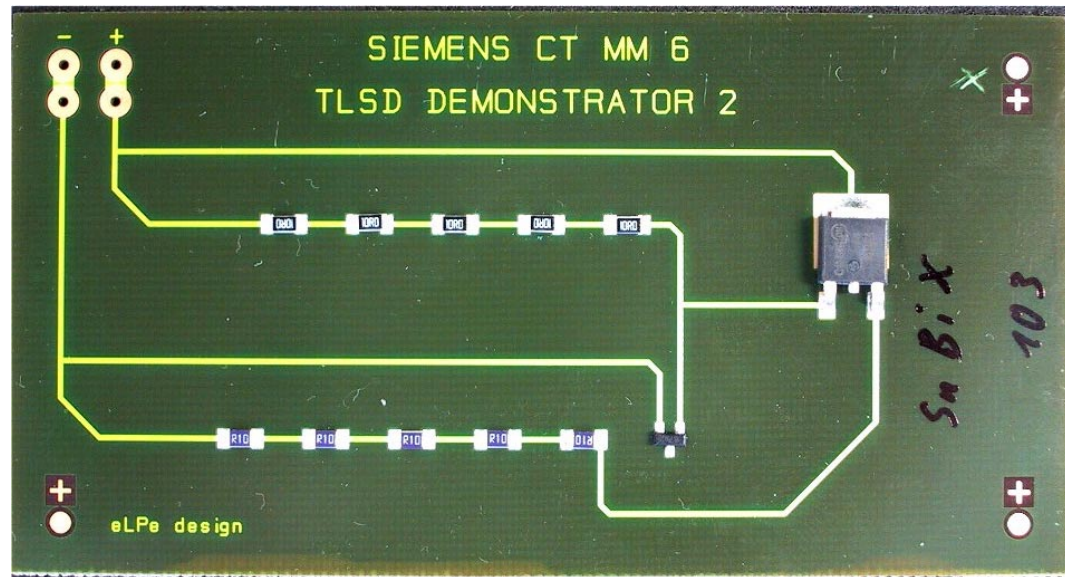 - +
SIEMENS CT MM 6
TLSD DEMONSTRATOR 2
10R0 10R0 10R0 10R0 10R0
R10 R10 R10 R10 R10
Sn Bi X
103
eLPe design